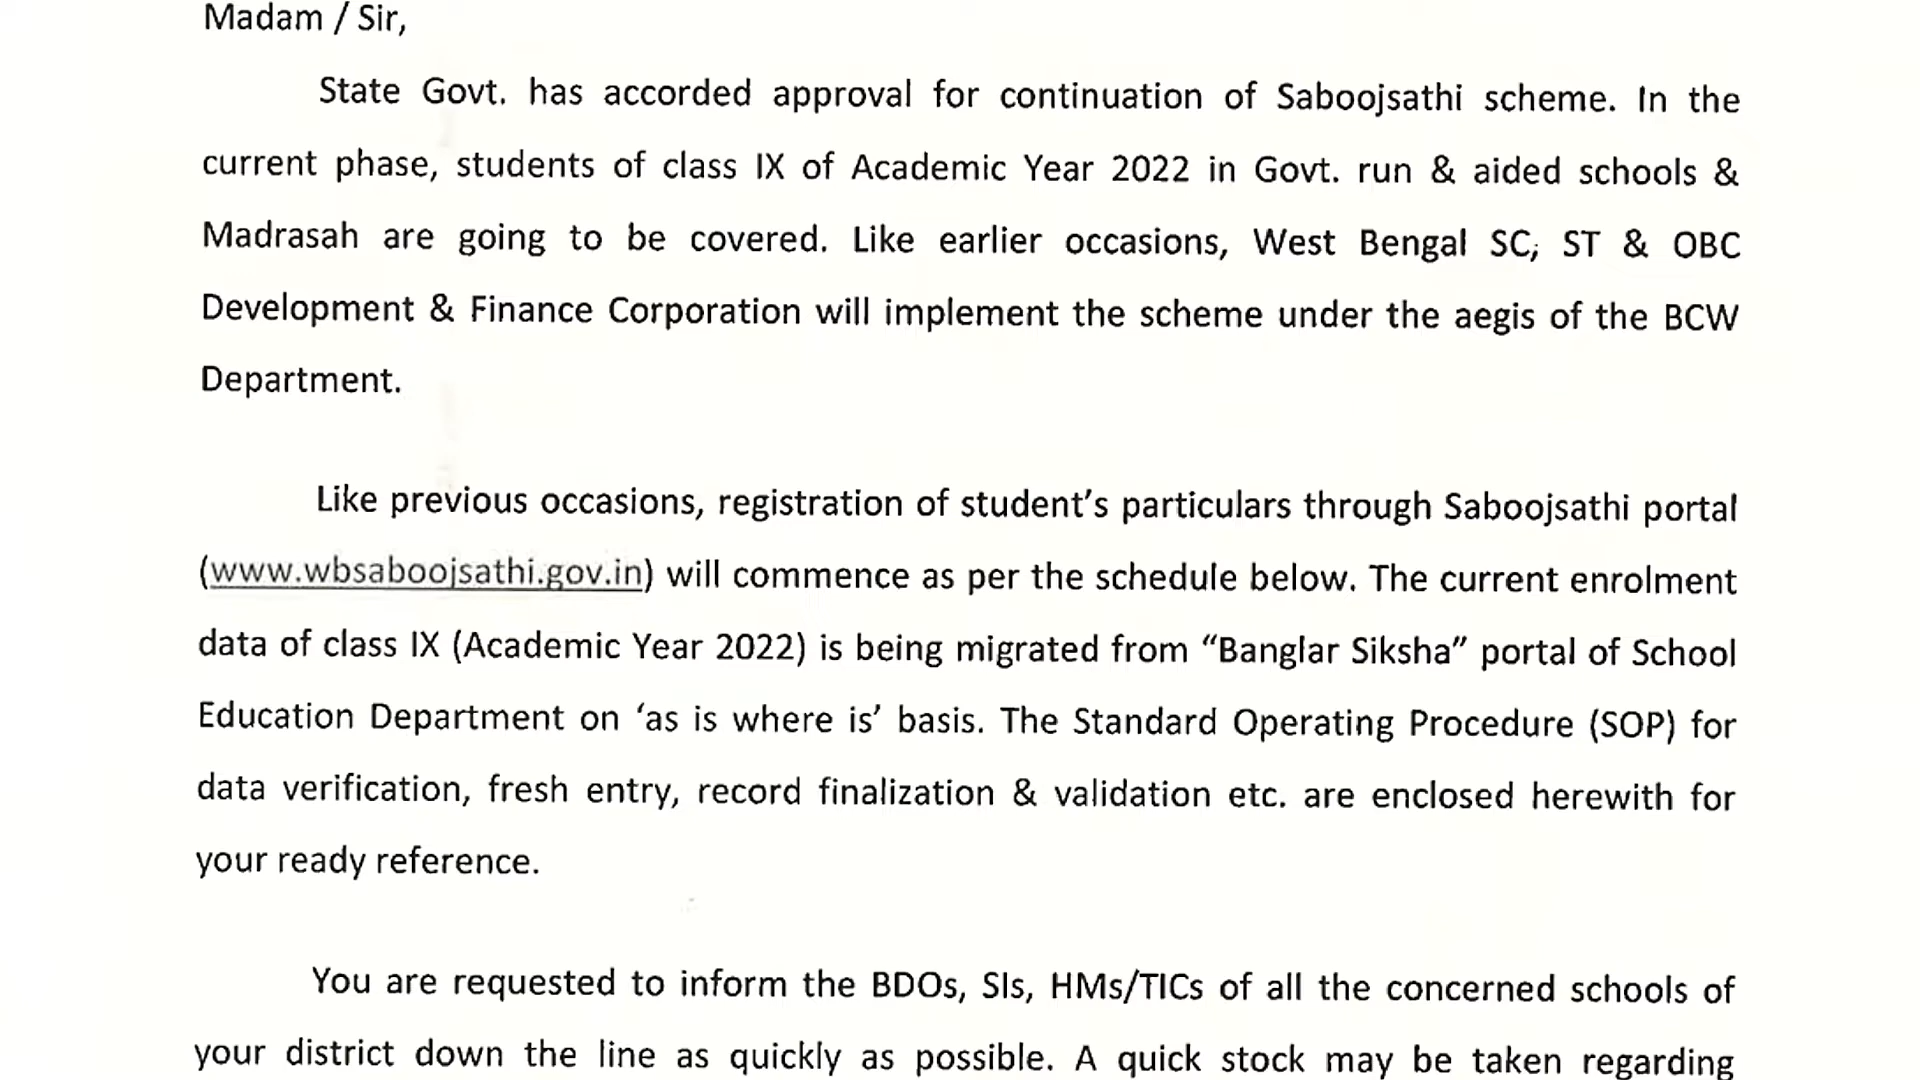 Madam / Sir,
State Govt. has accorded approval for continuation of Saboojsathi scheme. In the
current phase, students of class IX of Academic Year 2022 in Govt. run & aided schools &
Madrasah are going to be covered. Like earlier occasions, West Bengal SC, ST & OBC
Development & Finance Corporation will implement the scheme under the aegis of the BCW
Department.
Like previous occasions, registration of student’s particulars through Saboojsathi portal
(www.wbsaboojsathi.gov.in) will commence as per the schedule below. The current enrolment
data of class IX (Academic Year 2022) is being migrated from “Banglar Siksha” portal of School
Education Department on ‘as is where is’ basis. The Standard Operating Procedure (SOP) for
data verification, fresh entry, record finalization & validation etc. are enclosed herewith for
your ready reference.
You are requested to inform the BDOs, SIs, HMs/TICs of all the concerned schools of
your district down the line as quickly as possible. A quick stock may be taken regarding